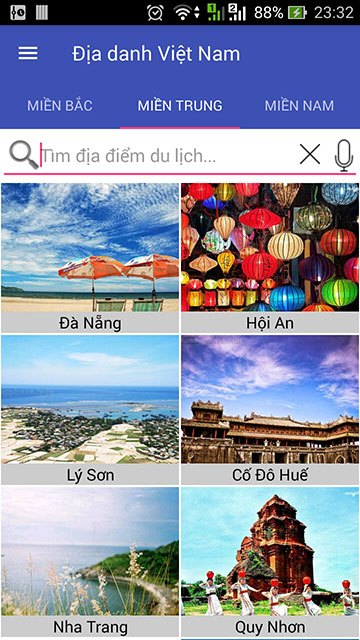 88% 23:32
Địa danh Việt Nam
MIỀN BẮC MIỀN TRUNG MIỀN NAM
Tìm địa điểm du lịch...
Đà Nẵng Hội An
Lý Sơn Cố Đô Huế
Nha Trang Quy Nhơn